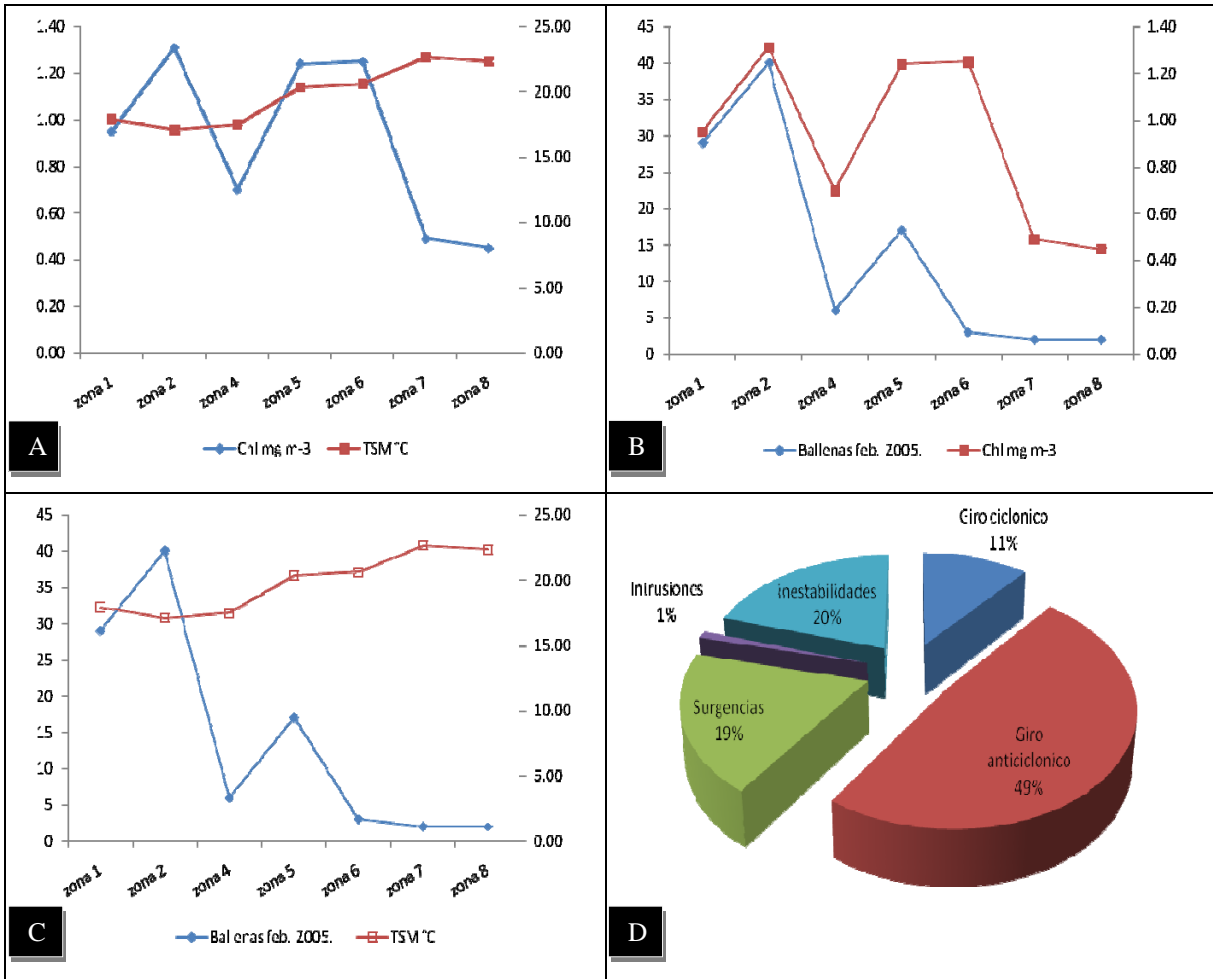 1.40
1.20
1.00
0.80
0.60
0.40
0.20
0.00
25.00
20.00
15.00
10.00
5.00
0.00
zona 1
zona 2
zona 4
zona 5
zona 6
zona 7
zona 8
Chl mg m-3
TSM °C
A
45
40
35
30
25
20
15
10
5
0
1.40
1.20
1.00
0.80
0.60
0.40
0.20
0.00
zona 1
zona 2
zona 4
zona 5
zona 6
zona 7
zona 8
Ballenas feb. 2005.
Chl mg m-3
B
45
40
35
30
25
20
15
10
5
0
25.00
20.00
15.00
10.00
5.00
0.00
zona 1
zona 2
zona 4
zona 5
zona 6
zona 7
zona 8
Ballenas feb. 2005.
TSM °C
C
Giro ciclonico
11%
Intrusiones
1%
inestabilidades
20%
Surgencias
19%
Giro
anticiclonico
49%
D